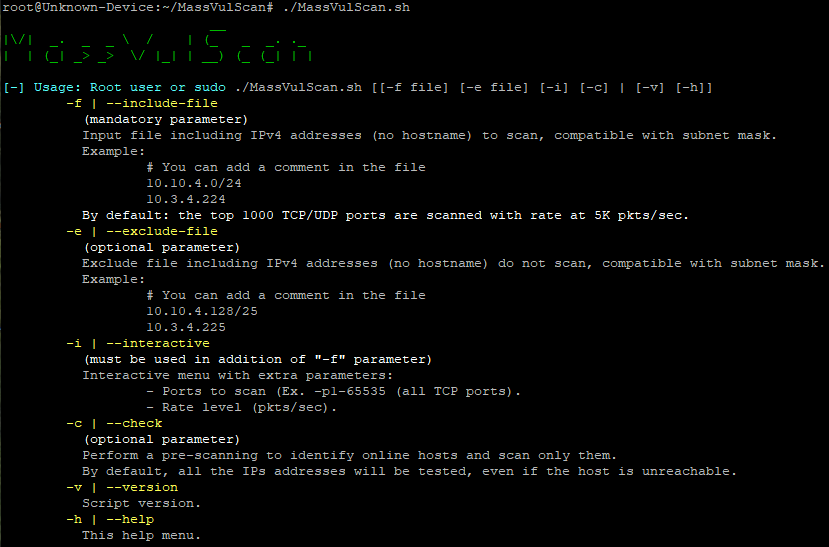 root@Unknown-Device:~/MassVulScan# ./MassVulScan.sh
MassVulScan
[-] Usage: Root user or sudo ./MassVulScan.sh [[-f file] [-e file] [-i] [-c] | [-v] [-h]]
-f | --include-file
(mandatory parameter)
Input file including IPv4 addresses (no hostname) to scan, compatible with subnet mask.
Example:
# You can add a comment in the file
10.10.4.0/24
10.3.4.224
By default: the top 1000 TCP/UDP ports are scanned with rate at 5K pkts/sec.
-e | --exclude-file
(optional parameter)
Exclude file including IPv4 addresses (no hostname) do not scan, compatible with subnet mask.
Example:
# You can add a comment in the file
10.10.4.128/25
10.3.4.225
-i | --interactive
(must be used in addition of "-f" parameter)
Interactive menu with extra parameters:
- Ports to scan (Ex. -p1-65535 (all TCP ports).
- Rate level (pkts/sec).
-c | --check
(optional parameter)
Perform a pre-scanning to identify online hosts and scan only them.
By default, all the IPs addresses will be tested, even if the host is unreachable.
-v | --version
Script version.
-h | --help
This help menu.